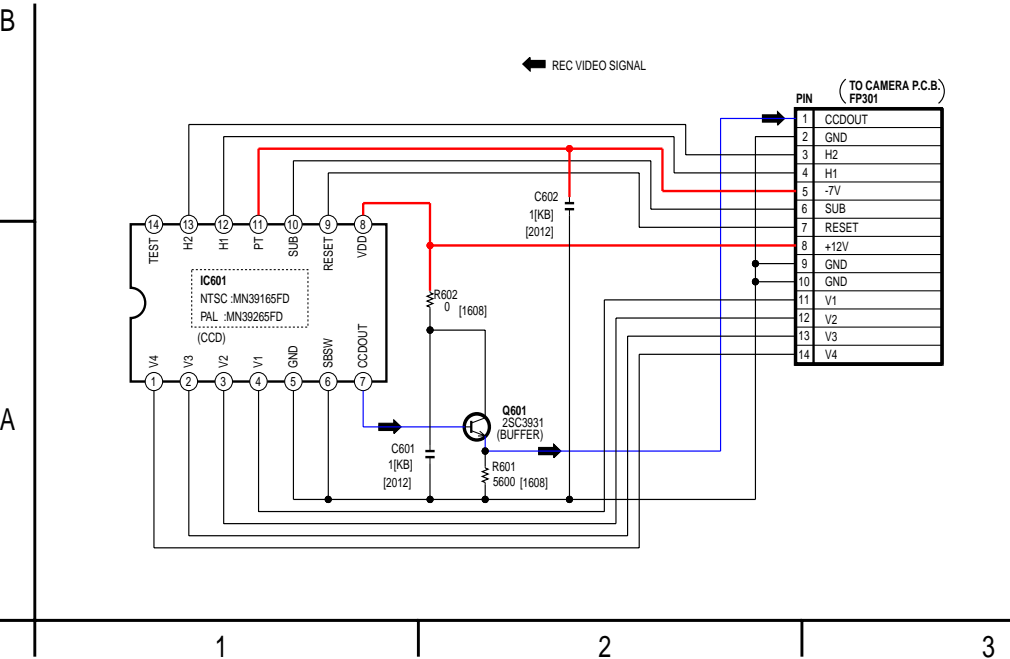 B
REC VIDEO SIGNAL
(TO CAMERA P.C.B.)
PIN FP301
1 CCDOUT
2 GND
3 H2
4 H1
5 -7V
6 SUB
7 RESET
8 +12V
9 GND
10 GND
11 V1
12 V2
13 V3
14 V4
C602
1[KB]
[2012]
14 13 12 11 10 9 8
TEST H2 H1 PT SUB RESET VDD
IC601
NTSC :MN39165FD
PAL :MN39265FD
(CCD)
V4 V3 V2 V1 GND SBSW CCDOUT
1 2 3 4 5 6 7
R602
0 [1608]
A
Q601
2SC3931
(BUFFER)
C601
1[KB]
[2012]
R601
5600 [1608]
1 2 3